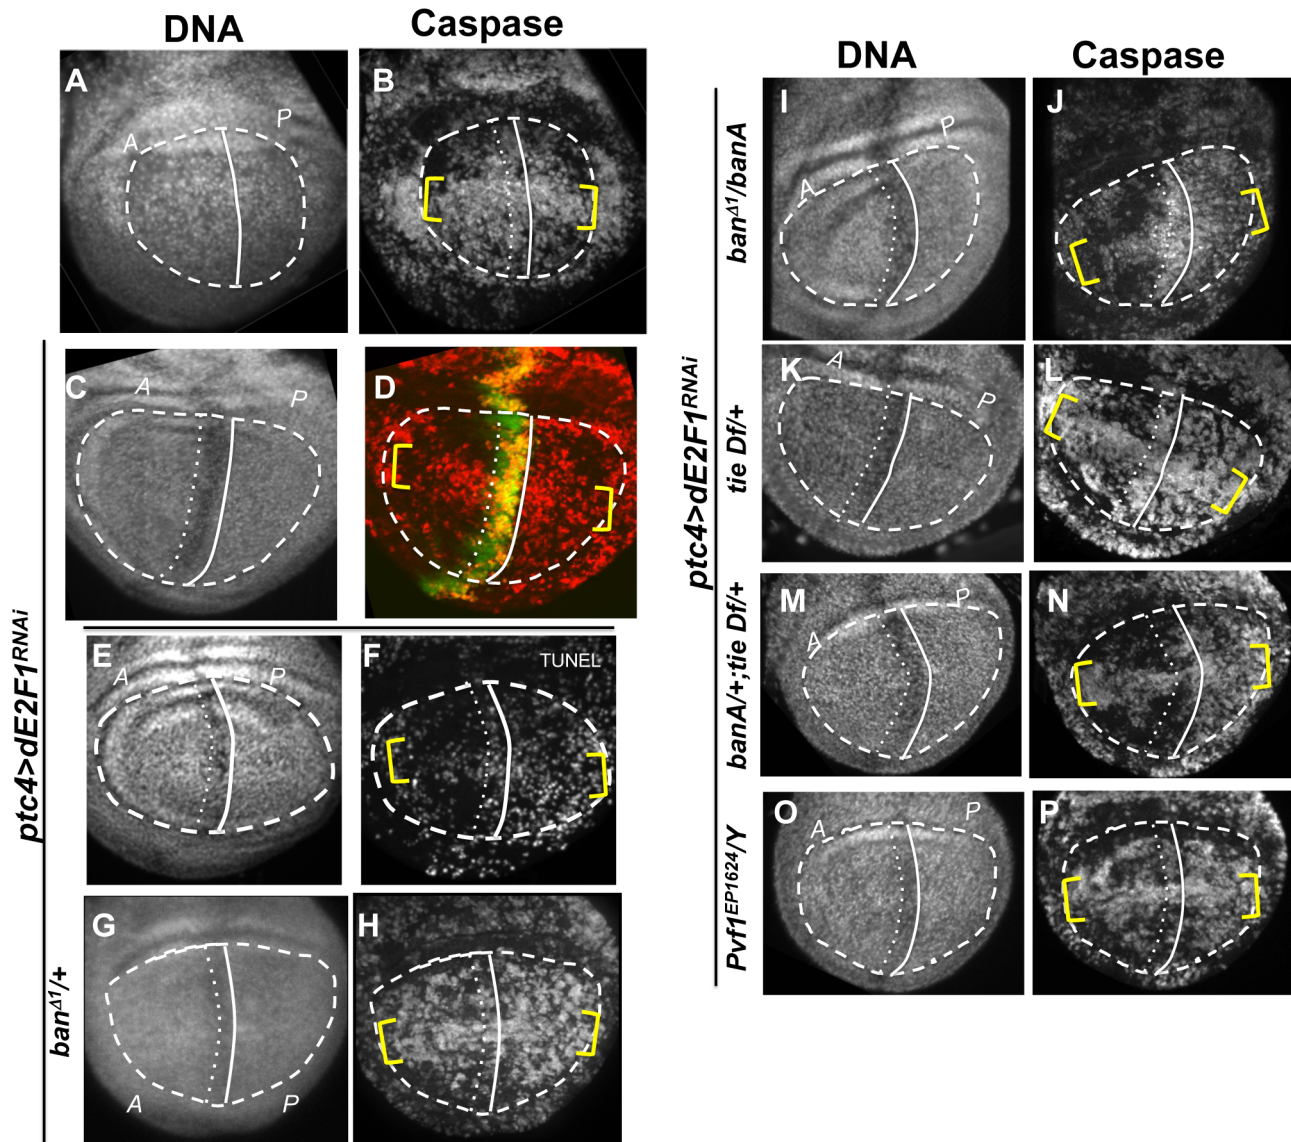 DNA
Caspase
A
A
P
B
C
A
P
D
E
A
P
F
TUNEL
G
A
P
H
ptc4>dE2F1RNAi
banΔ1/+
DNA
Caspase
I
A
P
J
K
A
P
L
M
A
P
N
O
A
P
P
ptc4>dE2F1RNAi
banΔ1/banA
tie Df/+
banA/+;tie Df/+
Pvf1EP1624/Y